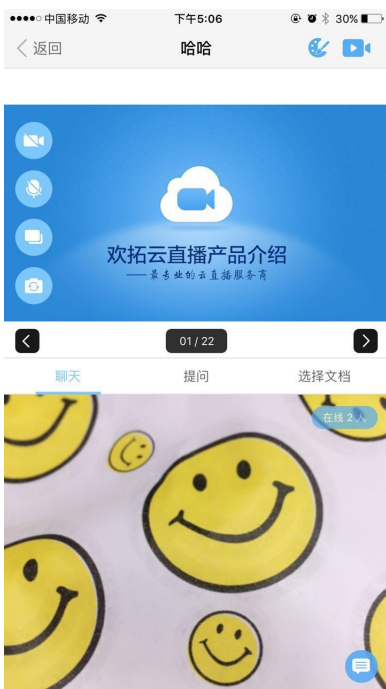 中国移动
下午5:06
30%
返回
哈哈
欢拓云直播产品介绍
——最专业的云直播服务商
01 / 22
聊天
提问
选择文档
在线 2 人